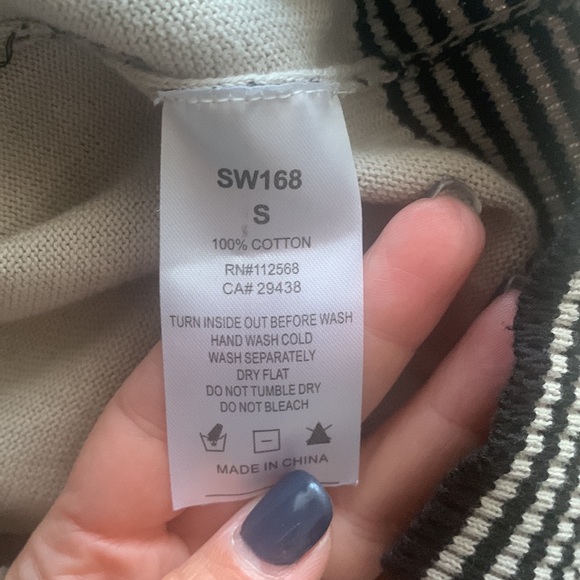 SW168
S
100% COTTON
RN#112568
CA# 29438
TURN INSIDE OUT BEFORE WASH
HAND WASH COLD
WASH SEPARATELY
DRY FLAT
DO NOT TUMBLE DRY
DO NOT BLEACH
MADE IN CHINA